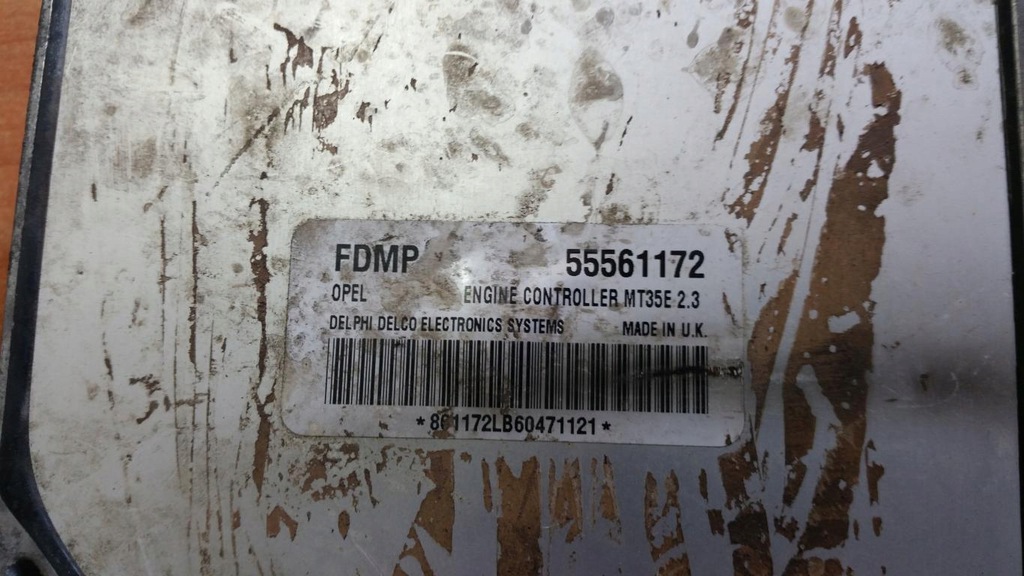 FDMP 55561172
OPEL ENGINE CONTROLLER MT35E 2.3
DELPHI DELCO ELECTRONICS SYSTEMS MADE IN U.K.
*861172LB60471121*